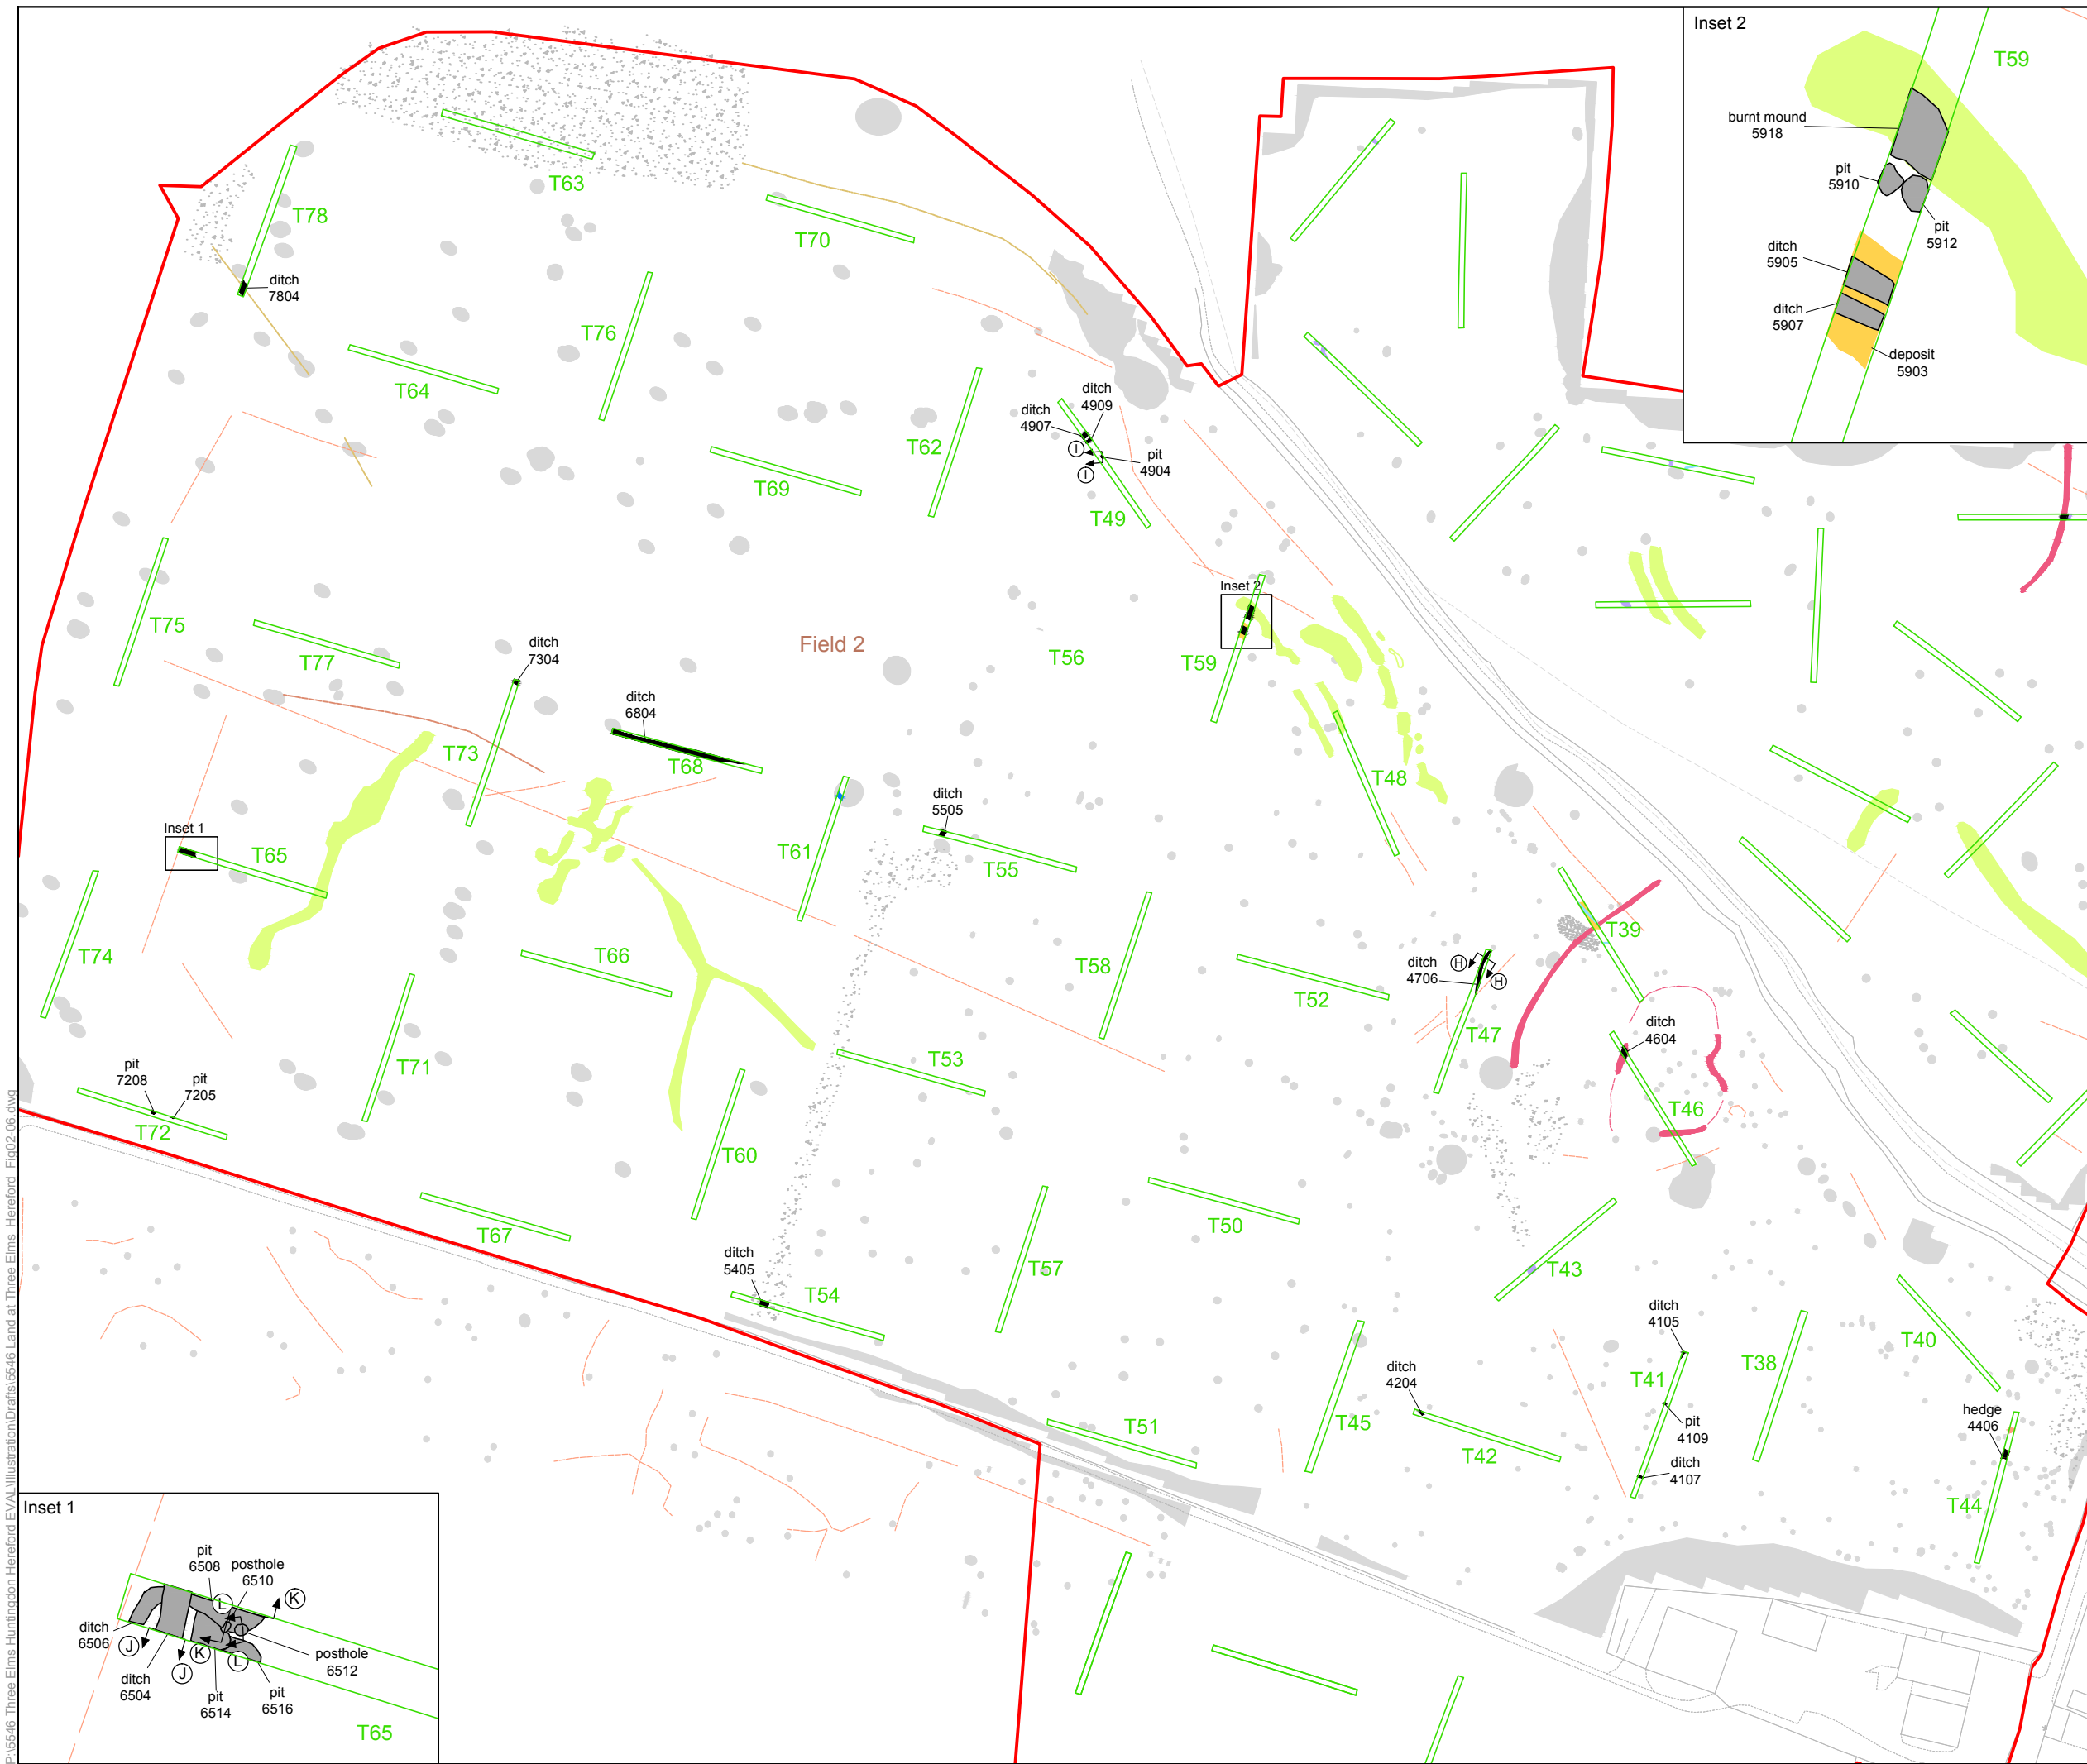 Inset 2
T59
burnt mound
5918
pit
5910
pit
5912
ditch
5905
ditch
5907
deposit
5903
T63
T78
T70
ditch
7804
T76
T64
ditch
4909
ditch
4907
T62
I
I
pit
4904
T69
T49
Inset 2
T75
T77
ditch
7304
Field 2
T56
T59
ditch
6804
T73
T68
T48
ditch
5505
Inset 1
T65
T61
T55
T39
T74
T66
T58
T52
ditch
4706
H
H
T47
ditch
4604
T71
T53
pit
7208
pit
7205
T72
T46
T60
T67
T50
T57
T43
ditch
5405
T54
ditch
4105
T40
T41
T38
ditch
4204
T51
T45
T42
pit
4109
ditch
4107
hedge
4406
T44
Inset 1
pit
6508
posthole
6510
L
K
ditch
6506
J
J
K
L
posthole
6512
ditch
6504
pit
6514
pit
6516
T65
P:\5546 Three Elms Huntingdon Hereford EVAL\Illustration\Drafts\5546 Land at Three Elms Hereford Fig02-06.dwg